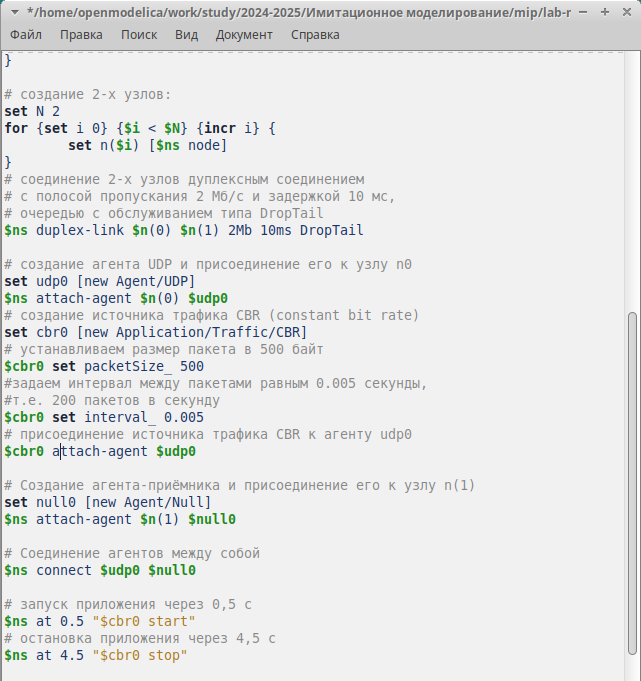 */home/openmodelica/work/study/2024-2025/Имитационное моделирование/mip/lab-r
Файл Правка Поиск Вид Документ Справка
}
# создание 2-х узлов:
set N 2
for {set i 0} {$i < $N} {incr i} {
set n($i) [$ns node]
}
# соединение 2-х узлов дуплексным соединением
# с полосой пропускания 2 Мб/с и задержкой 10 мс,
# очередью с обслуживанием типа DropTail
$ns duplex-link $n(0) $n(1) 2Mb 10ms DropTail
# создание агента UDP и присоединение его к узлу n0
set udp0 [new Agent/UDP]
$ns attach-agent $n(0) $udp0
# создание источника трафика CBR (constant bit rate)
set cbr0 [new Application/Traffic/CBR]
# устанавливаем размер пакета в 500 байт
$cbr0 set packetSize_ 500
#задаем интервал между пакетами равным 0.005 секунды,
#т.е. 200 пакетов в секунду
$cbr0 set interval_ 0.005
# присоединение источника трафика CBR к агенту udp0
$cbr0 attach-agent $udp0
# Создание агента-приёмника и присоединение его к узлу n(1)
set null0 [new Agent/Null]
$ns attach-agent $n(1) $null0
# Соединение агентов между собой
$ns connect $udp0 $null0
# запуск приложения через 0,5 с
$ns at 0.5 "$cbr0 start"
# остановка приложения через 4,5 с
$ns at 4.5 "$cbr0 stop"